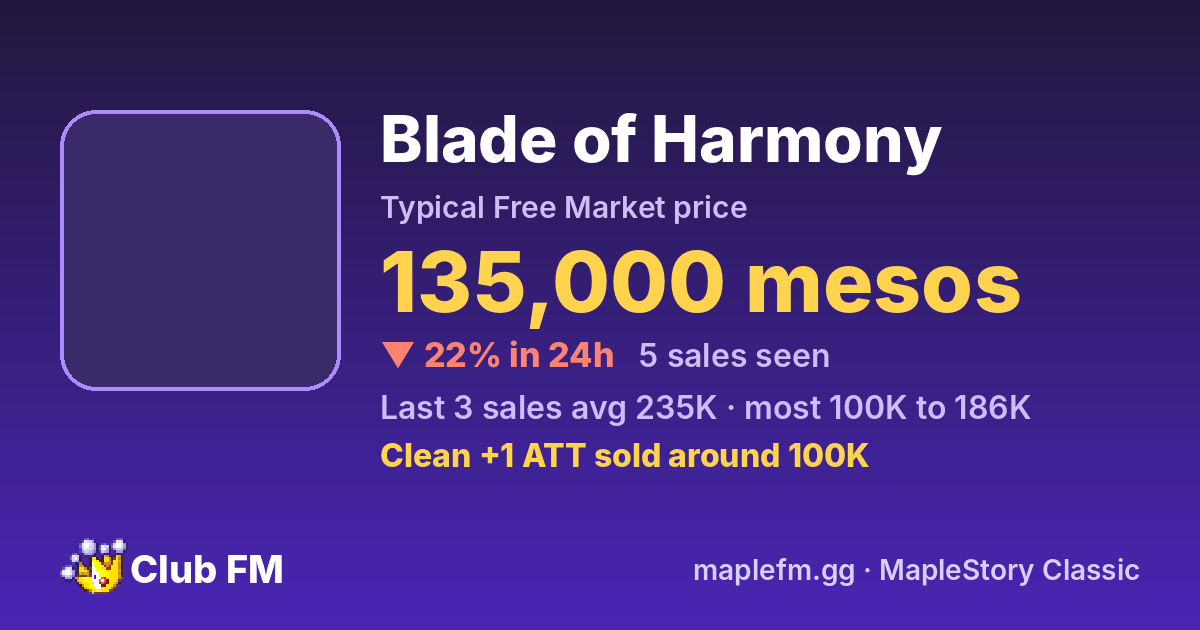 Blade of Harmony
Typical Free Market price
135,000 mesos
▼ 22% in 24h 5 sales seen
Last 3 sales avg 235K · most 100K to 186K
Clean +1 ATT sold around 100K
Club FM
maplefm.gg · MapleStory Classic